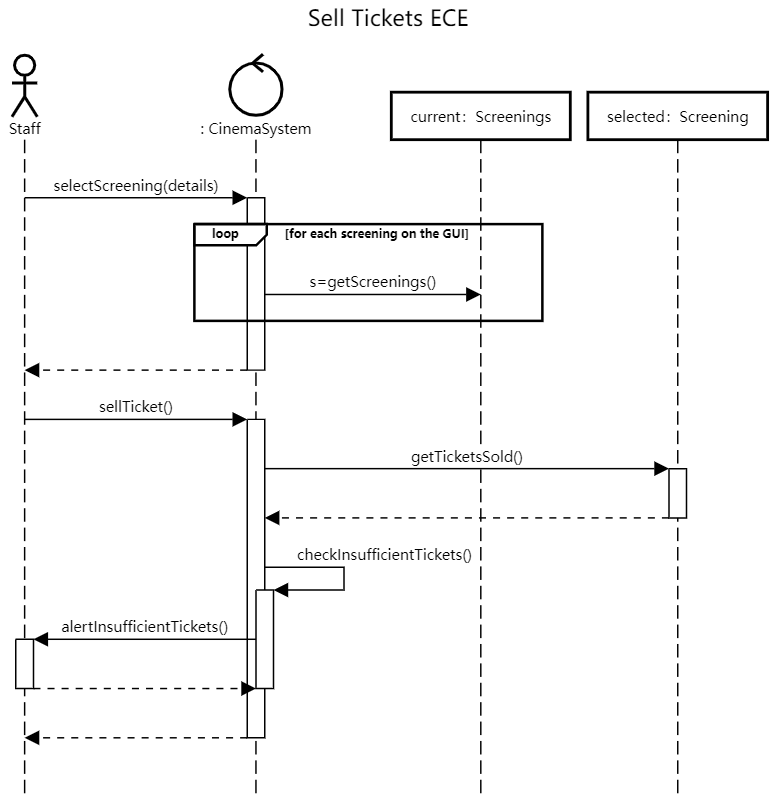 Sell Tickets ECE
Staff
: CinemaSystem
current: Screenings
selected: Screening
selectScreening(details)
loop
[for each screening on the GUI]
s=getScreenings()
sellTicket()
getTicketsSold()
checkInsufficientTickets()
alertInsufficientTickets()